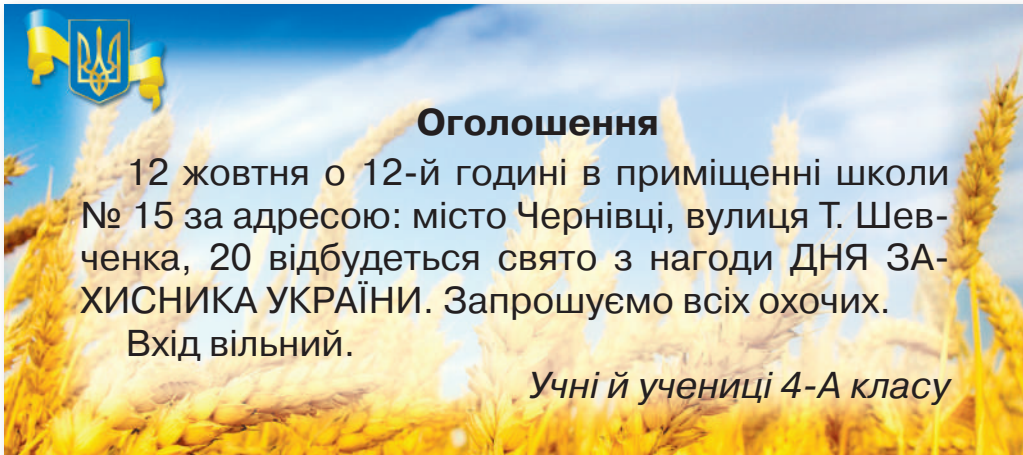 Оголошення
12 жовтня о 12-й годині в приміщенні школи
№ 15 за адресою: місто Чернівці, вулиця Т. Шев-
ченка, 20 відбудеться свято з нагоди ДНЯ ЗА-
ХИСНИКА УКРАЇНИ. Запрошуємо всіх охочих.
Вхід вільний.
Учні й учениці 4-А класу